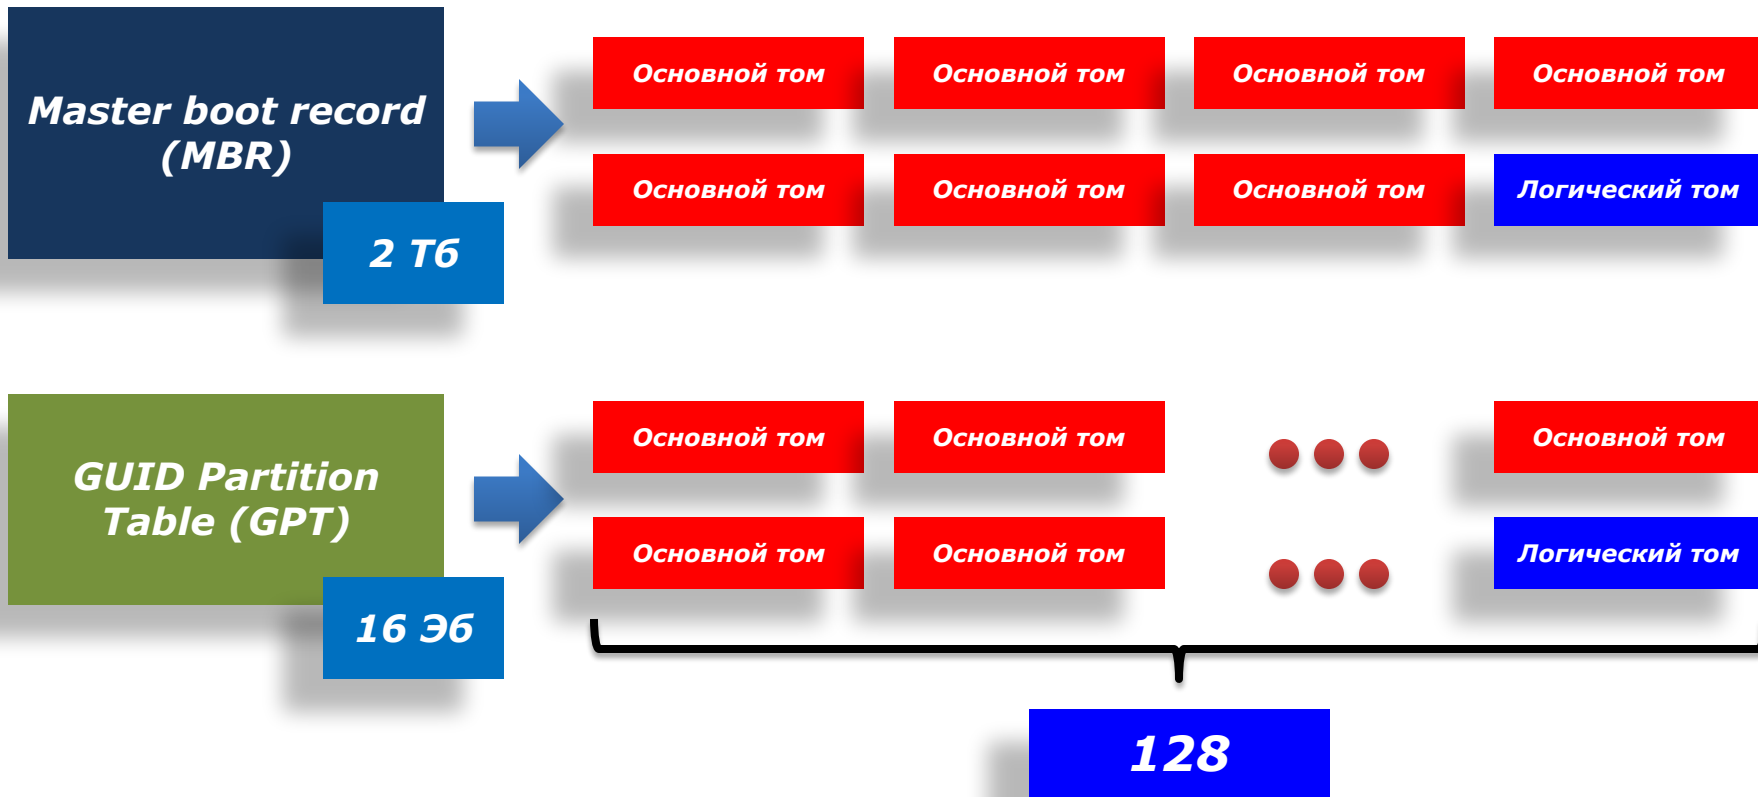 Master boot record
(MBR)
2 Тб
Основной том
Основной том
Основной том
Основной том
Основной том
Основной том
Основной том
Логический том
GUID Partition
Table (GPT)
16 Эб
Основной том
Основной том
Основной том
Основной том
Основной том
Логический том
128